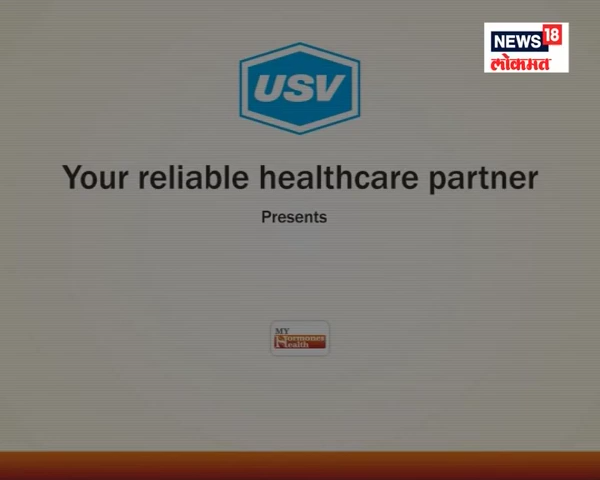 NEWS 18
लोकमत
USV
Your reliable healthcare partner
Presents
MY
Hormones
Health